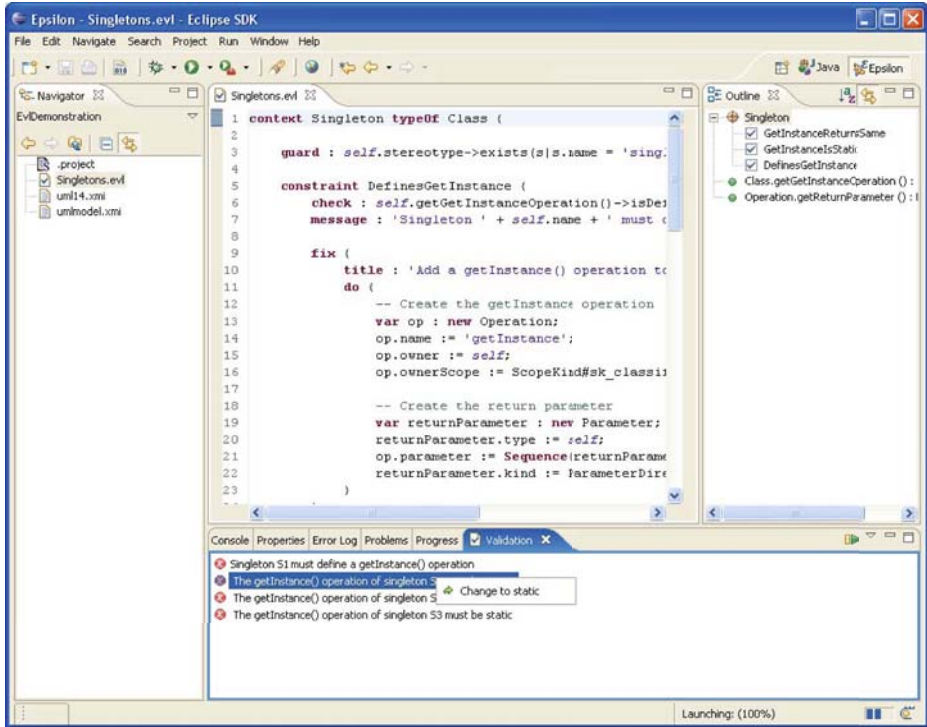 Epsilon - Singletons.evl - Eclipse SDK
File Edit Navigate Search Project Run Window Help
Java Epsilon
Navigator
EvlDemonstration
.project
Singletons.evl
uml14.xmi
umlmodel.xmi
Singletons.evl
1 context Singleton typeOf Class {
2
3 guard : self.stereotype->exists(s|s.name = 'sing
4
5 constraint DefinesGetInstance {
6 check : self.getGetInstanceOperation()->isDe
7 message : 'Singleton ' + self.name + ' must
8
9 fix {
10 title : 'Add a getInstance() operation to
11 do {
12 -- Create the getInstance operation
13 var op : new Operation;
14 op.name := 'getInstance';
15 op.owner := self;
16 op.ownerScope := ScopeKind#sk_classi
17
18 -- Create the return parameter
19 var returnParameter : new Parameter;
20 returnParameter.type := self;
21 op.parameter := Sequence{returnParame
22 returnParameter.kind := ParameterDire
23 }
Outline
Singleton
GetInstanceReturnsSame
GetInstanceIsStatic
DefinesGetInstance
Class.getGetInstanceOperation () :
Operation.getReturnParameter () :
Console Properties Error Log Problems Progress Validation
Singleton S1 must define a getInstance() operation
The getInstance() operation of singleton S
Change to static
The getInstance() operation of singleton S
The getInstance() operation of singleton S3 must be static
Launching: (100%)